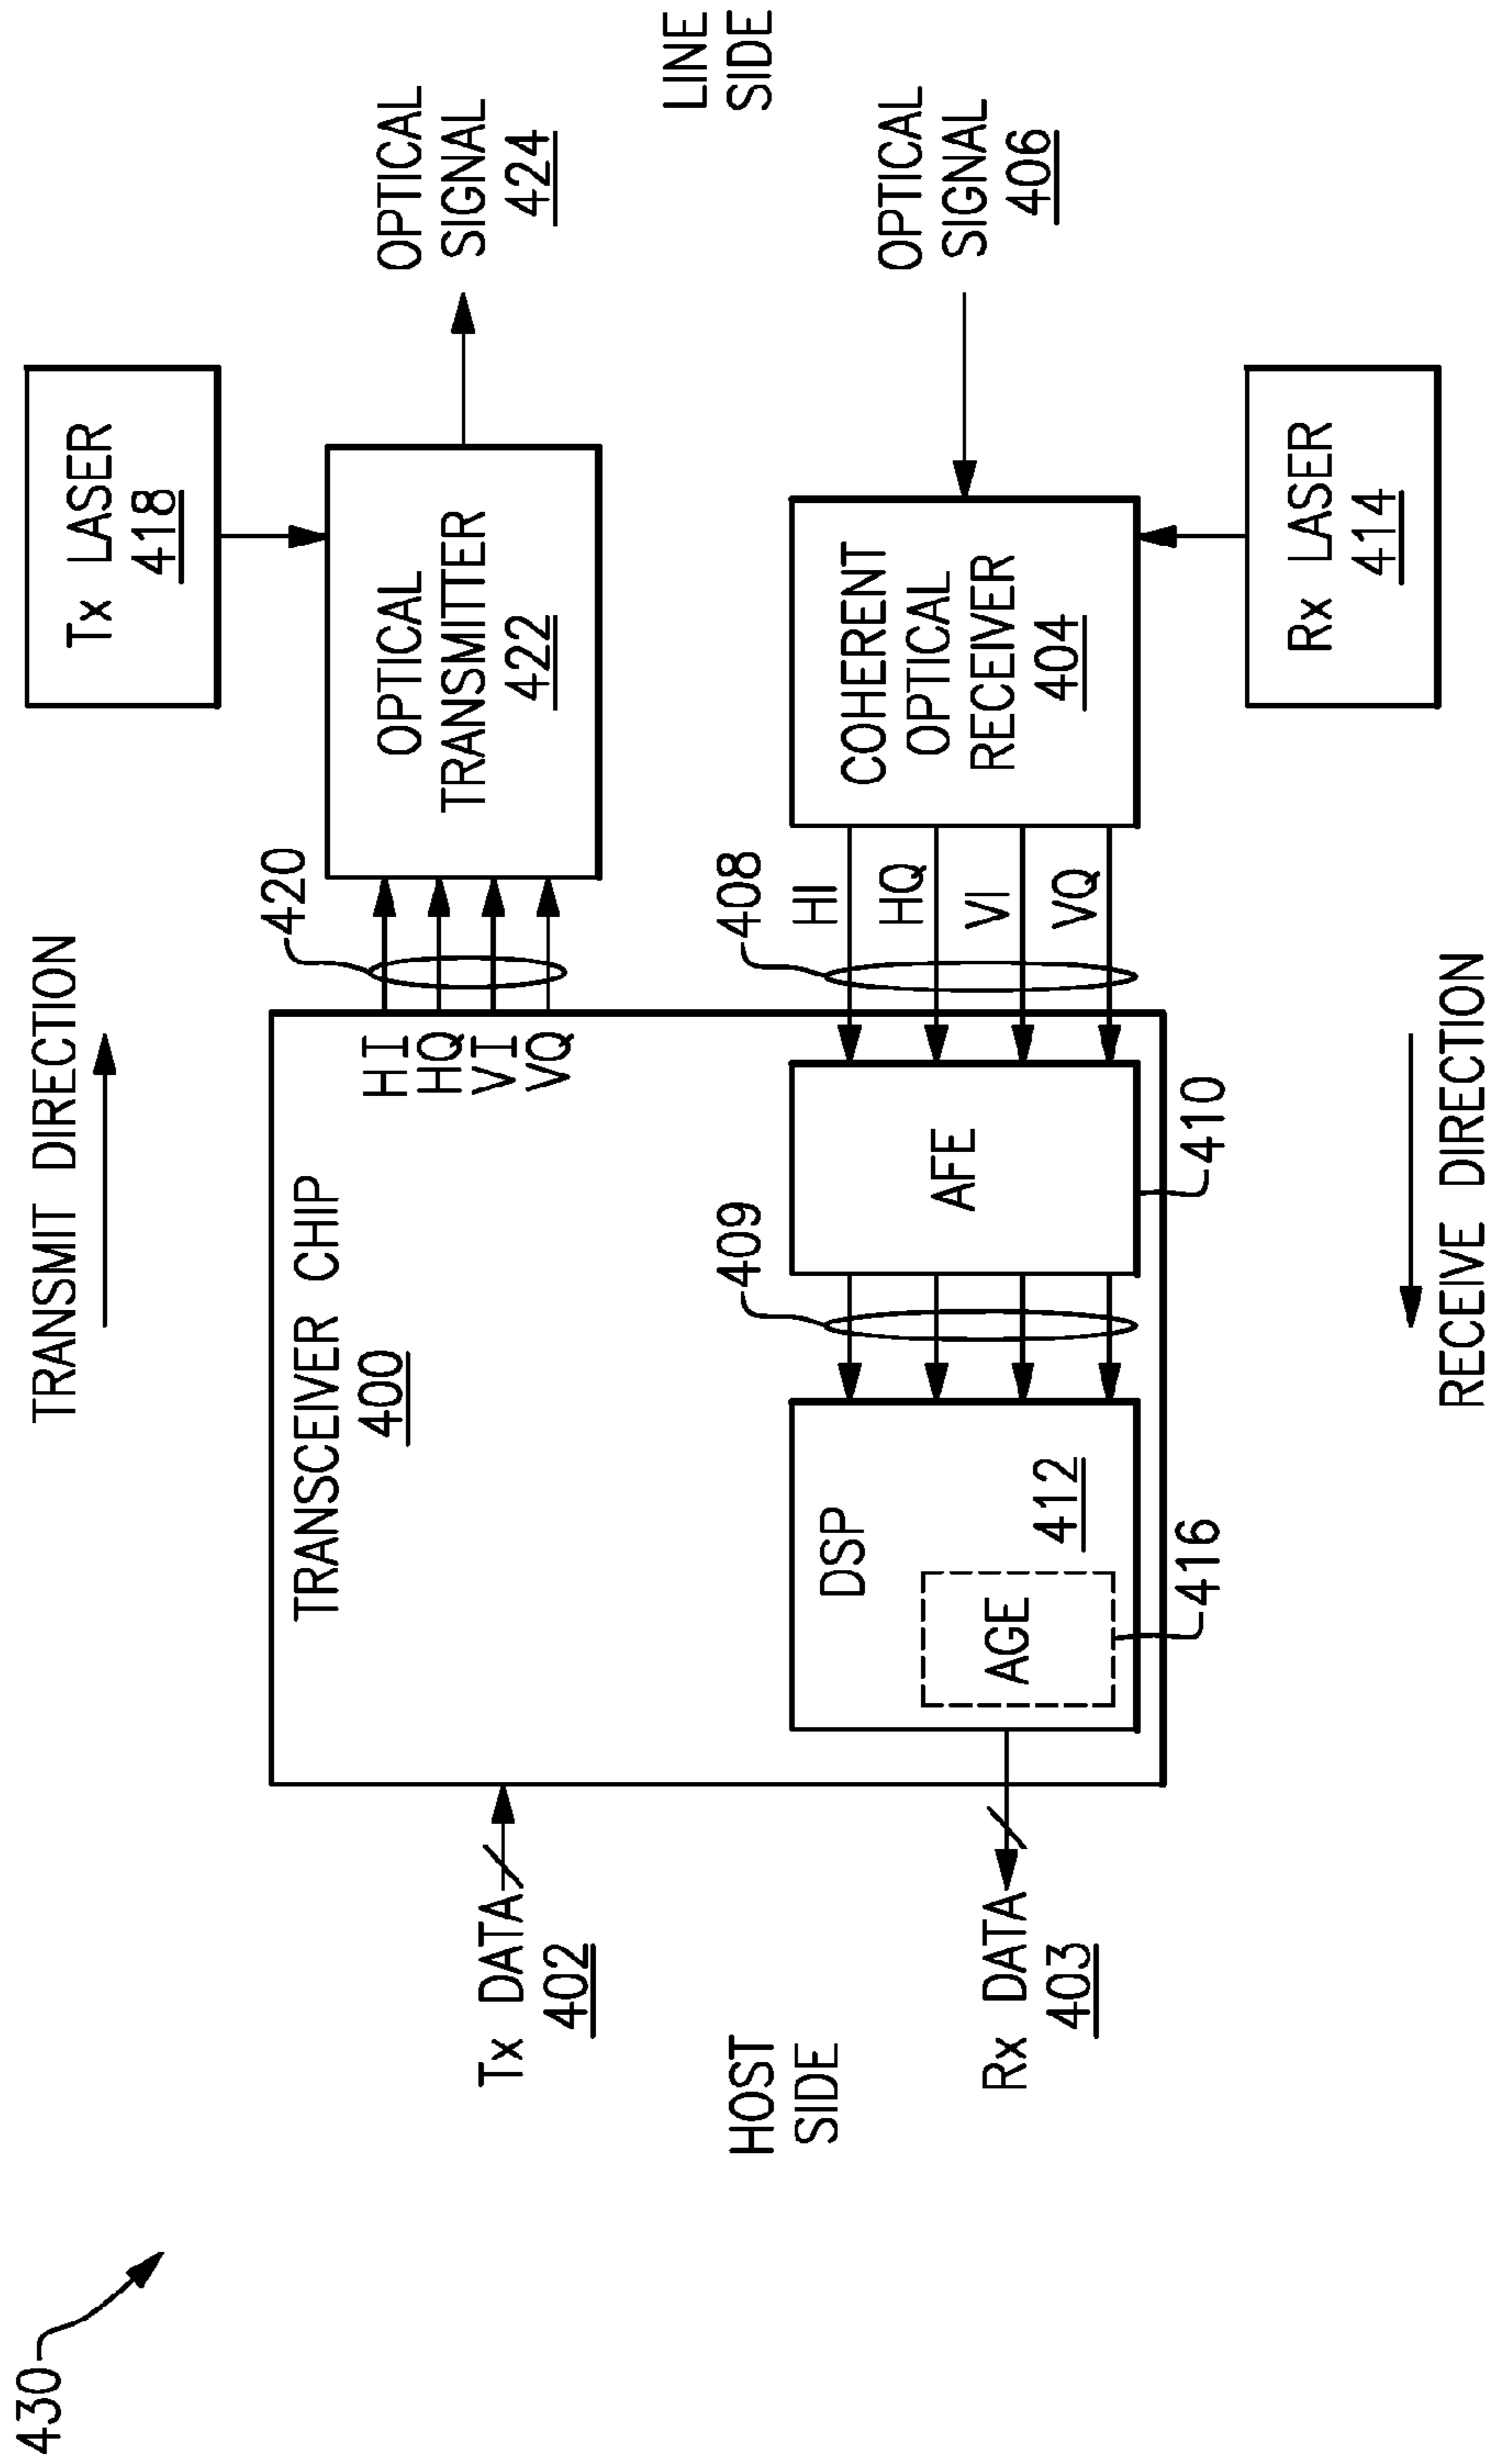 430
TRANSMIT DIRECTION
Tx LASER
418
420
TRANSCEIVER CHIP
400
HI
HQ
VI
VQ
OPTICAL
TRANSMITTER
422
OPTICAL
SIGNAL
424
Tx DATA
402
HOST
SIDE
LINE
SIDE
409
408
HI
HQ
VI
VQ
DSP
412
AGE
416
AFE
410
COHERENT
OPTICAL
RECEIVER
404
OPTICAL
SIGNAL
406
Rx DATA
403
Rx LASER
414
RECEIVE DIRECTION